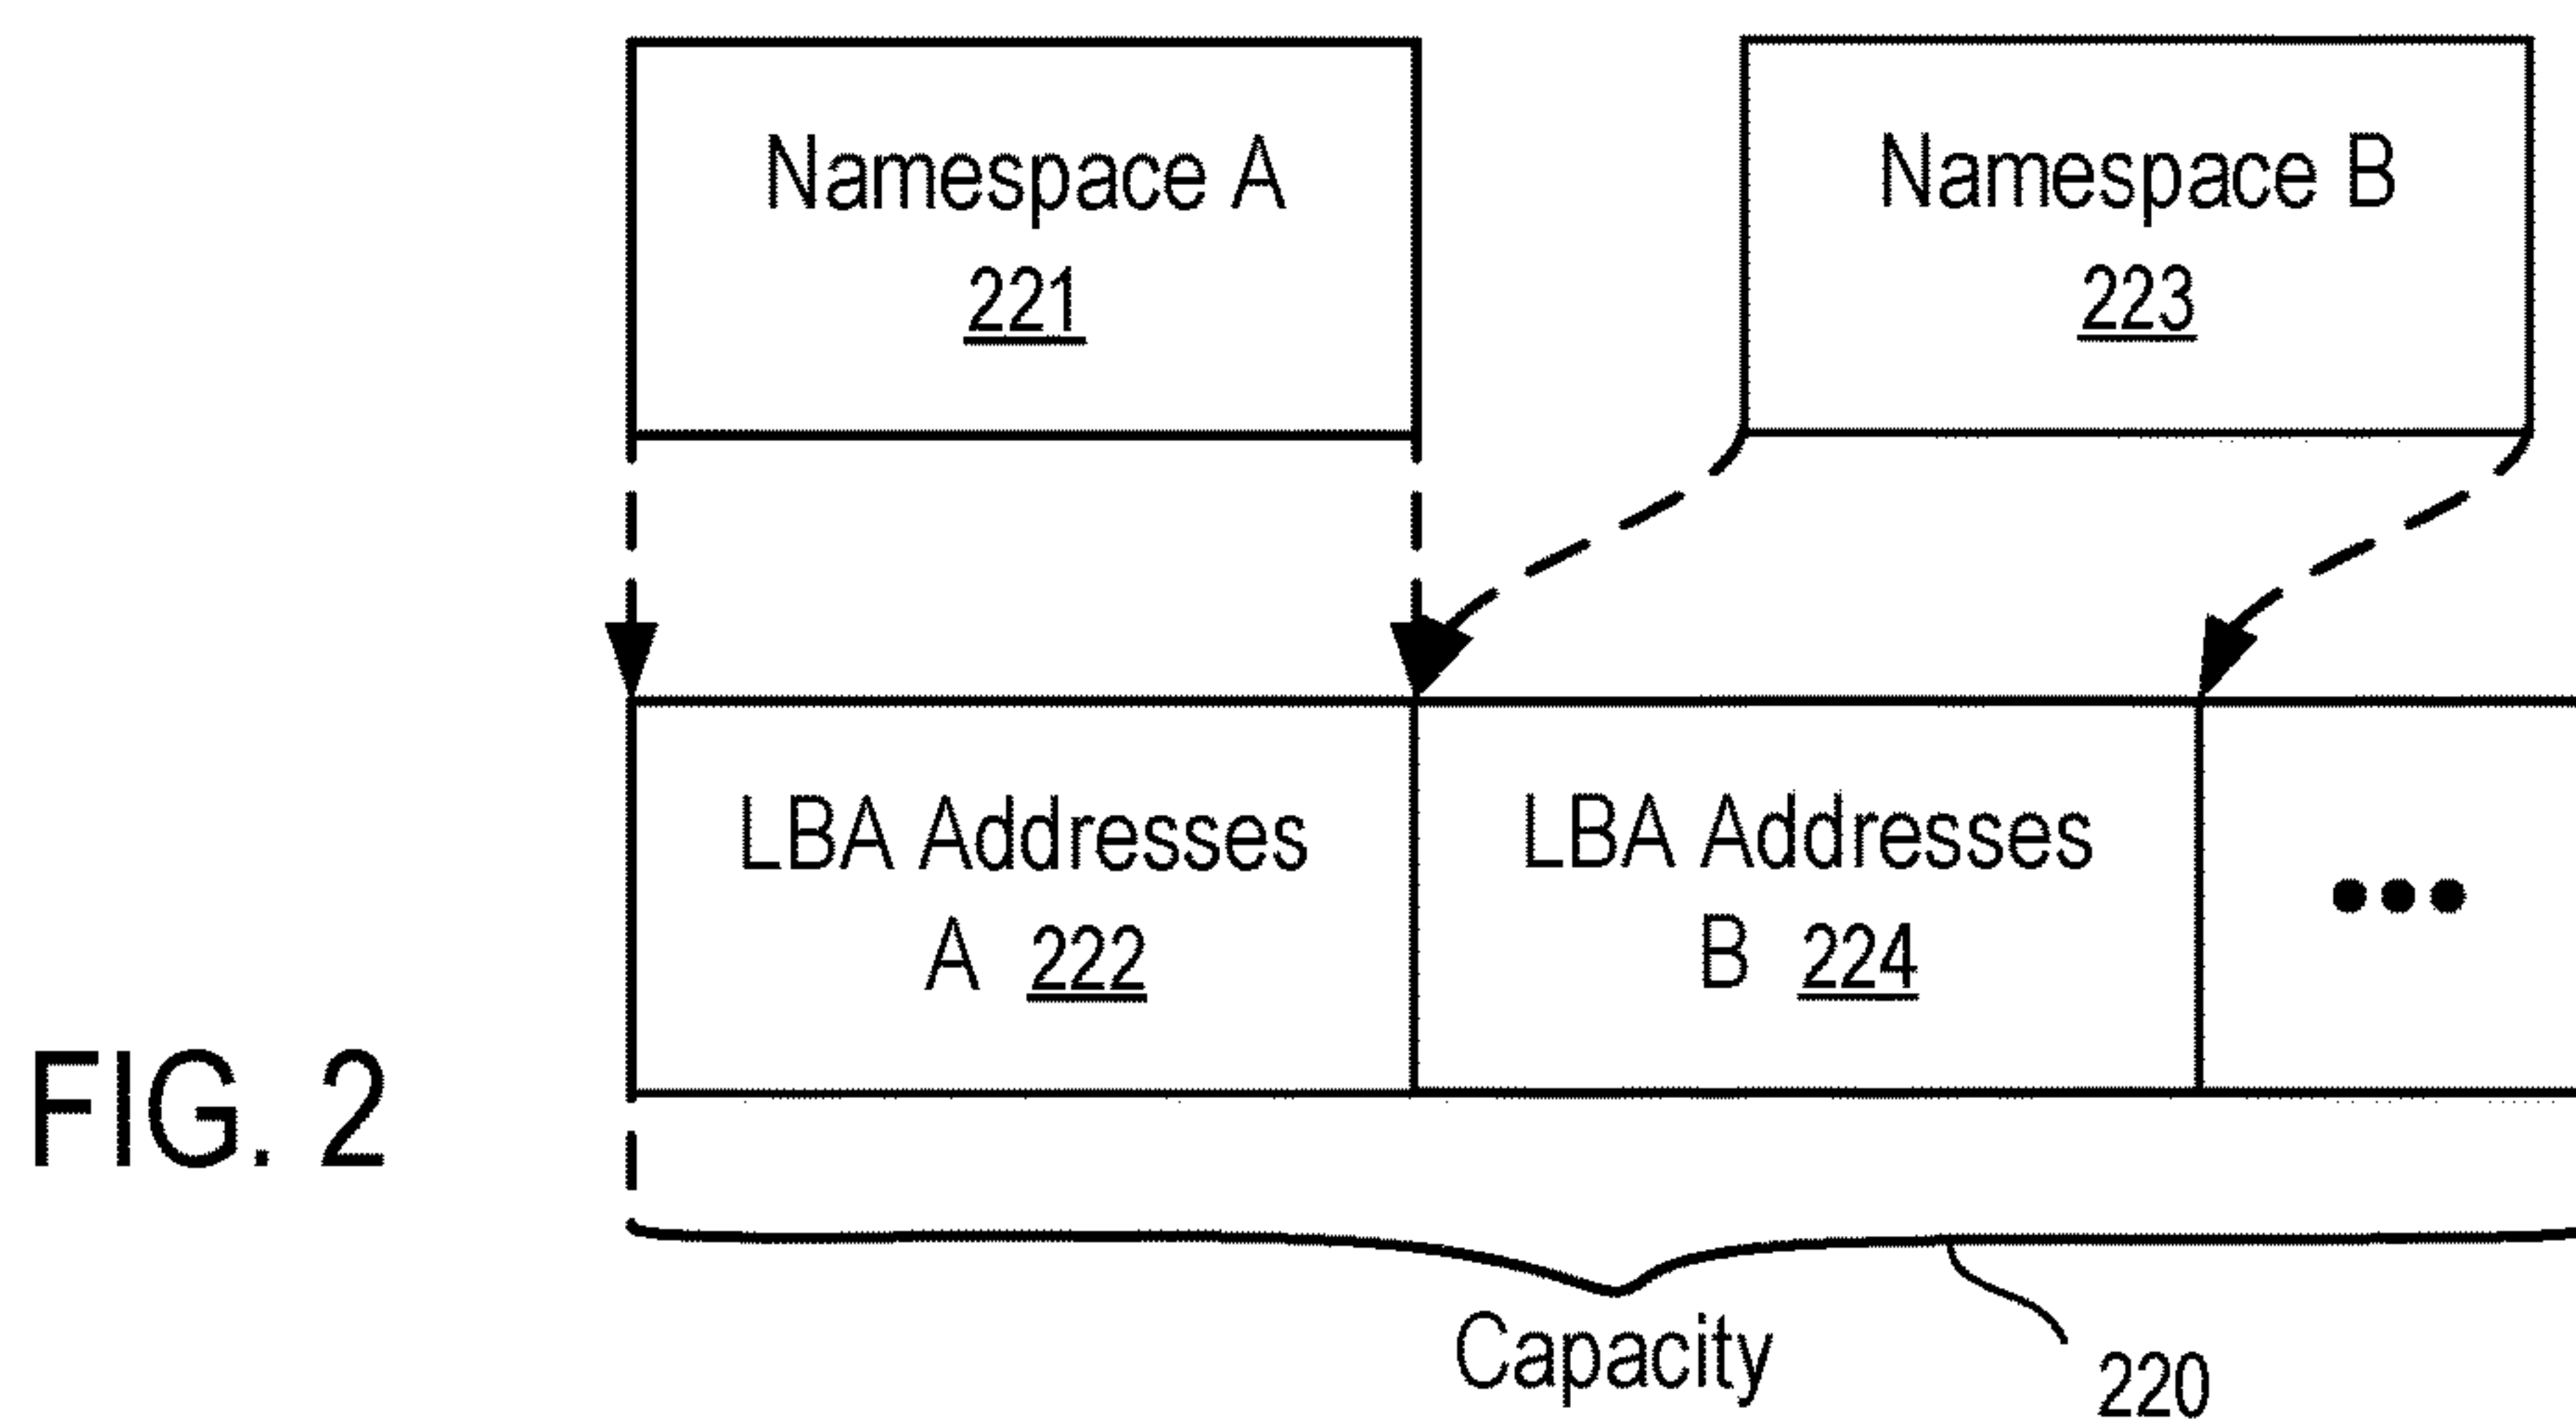 Namespace A
221
Namespace B
223
LBA Addresses
A 222
LBA Addresses
B 224
•••
FIG. 2
Capacity
220